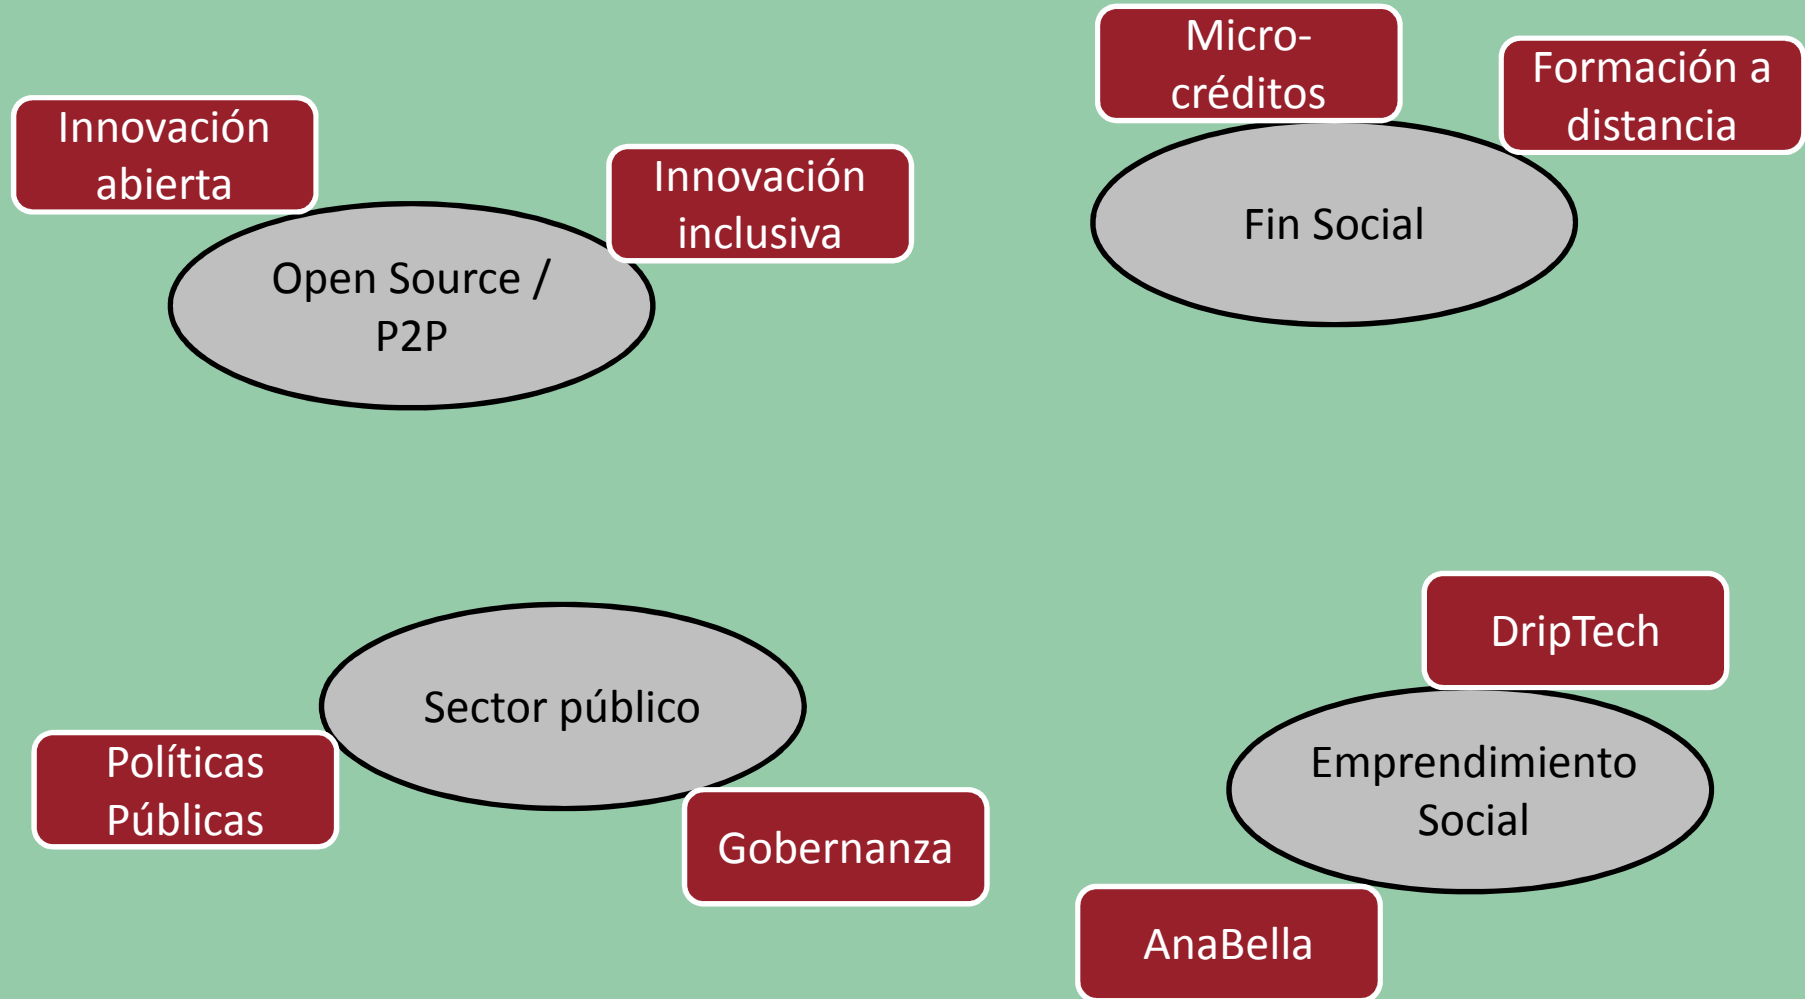 Innovación
abierta
Innovación
inclusiva
Open Source /
P2P
Micro-
créditos
Formación a
distancia
Fin Social
Sector público
Políticas
Públicas
Gobernanza
DripTech
Emprendimiento
Social
AnaBella